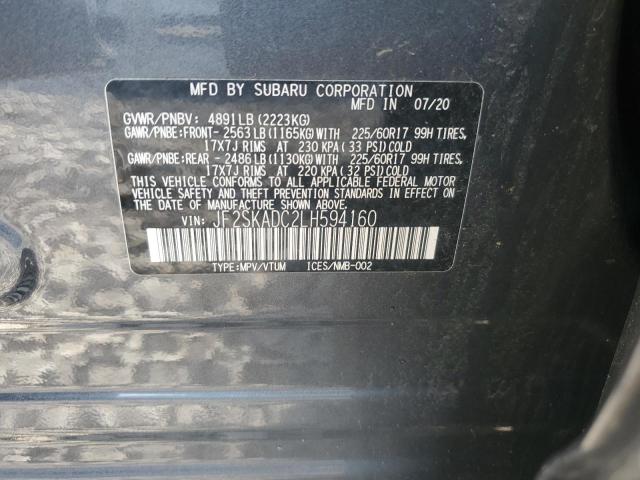 MFD BY SUBARU CORPORATION
MFD IN 07/20
GVWR/PNBV: 4891LB(2223KG)
GAWR/PNBE:FRONT- 2563LB(1165KG)WITH 225/60R17 99H TIRES,
17X7J RIMS AT 230 KPA( 33 PSI)COLD
GAWR/PNBE:REAR - 2486LB(1130KG)WITH 225/60R17 99H TIRES,
17X7J RIMS AT 220 KPA( 32 PSI)COLD
THIS VEHICLE CONFORMS TO ALL APPLICABLE FEDERAL MOTOR
VEHICLE SAFETY AND THEFT PREVENTION STANDARDS IN EFFECT ON
THE DATE OF MANUFACTURE SHOWN ABOVE.
VIN: JF2SKADC2LH594160
TYPE:MPV/VTUM ICES/NMB-002